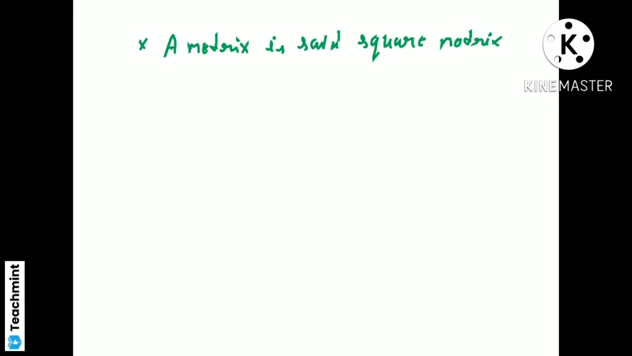 × A matrix is said square matrix
K
KINEMASTER
Teachmint